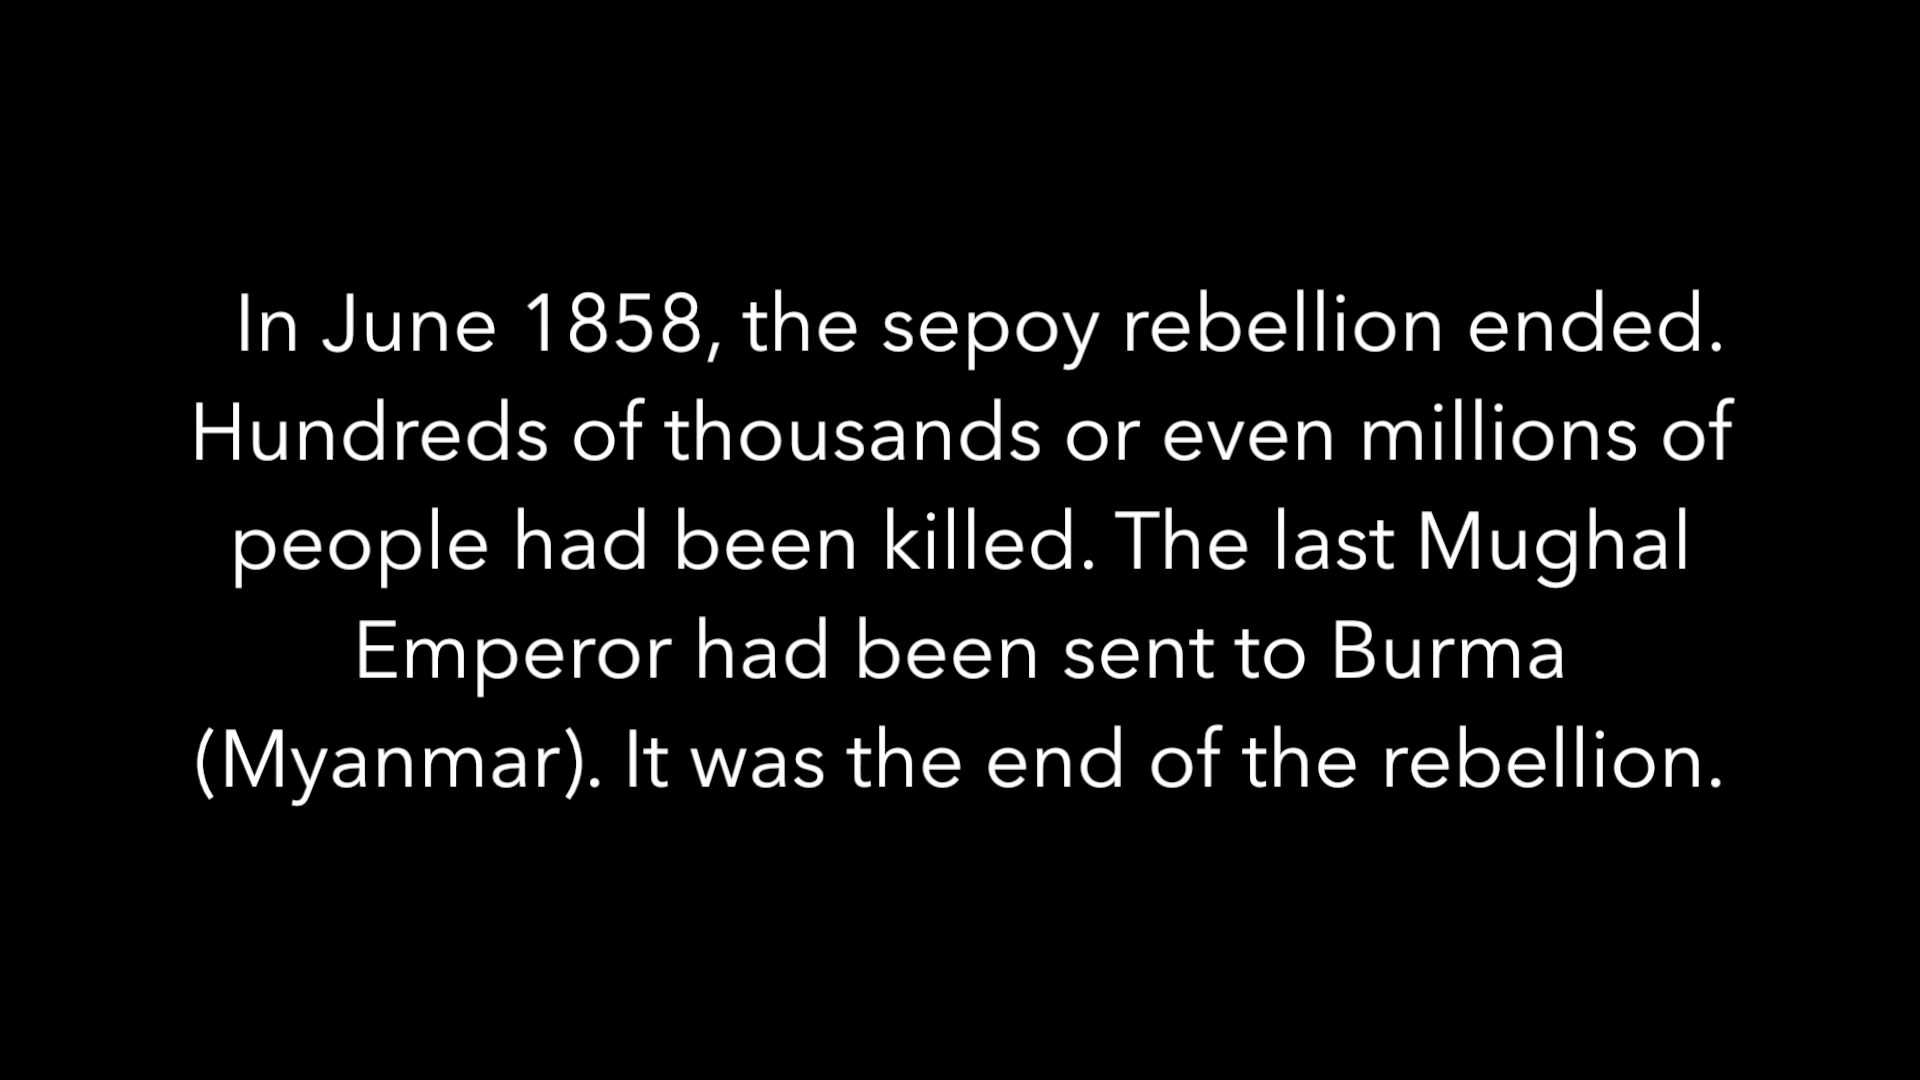 In June 1858, the sepoy rebellion ended.
Hundreds of thousands or even millions of
people had been killed. The last Mughal
Emperor had been sent to Burma
(Myanmar). It was the end of the rebellion.